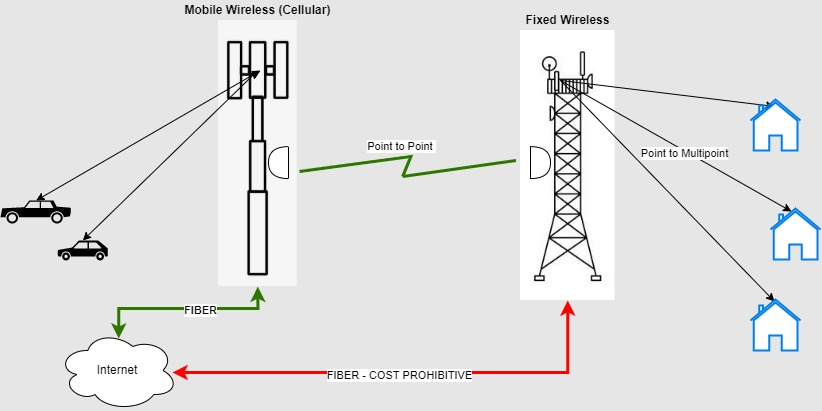 Mobile Wireless (Cellular)
Fixed Wireless
Point to Point
Point to Multipoint
FIBER
Internet
FIBER - COST PROHIBITIVE